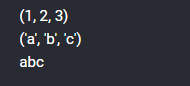 (1, 2, 3)
('a', 'b', 'c')
abc